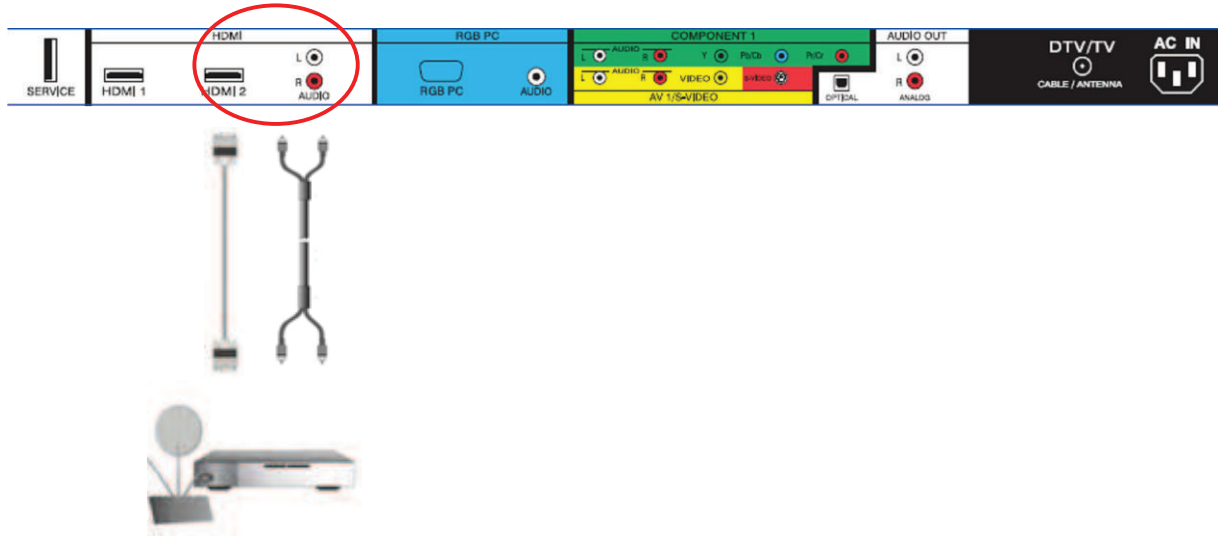 HDMI
RGB PC
COMPONENT 1
AUDIO OUT
DTV/TV
AC IN
L
L AUDIO R Y Pb/Cb Pr/Cr
L
CABLE / ANTENNA
SERVICE
HDMI 1
HDMI 2
R
AUDIO
RGB PC
AUDIO
L AUDIO R VIDEO S-VIDEO
AV 1/S-VIDEO
OPTICAL
R
ANALOG